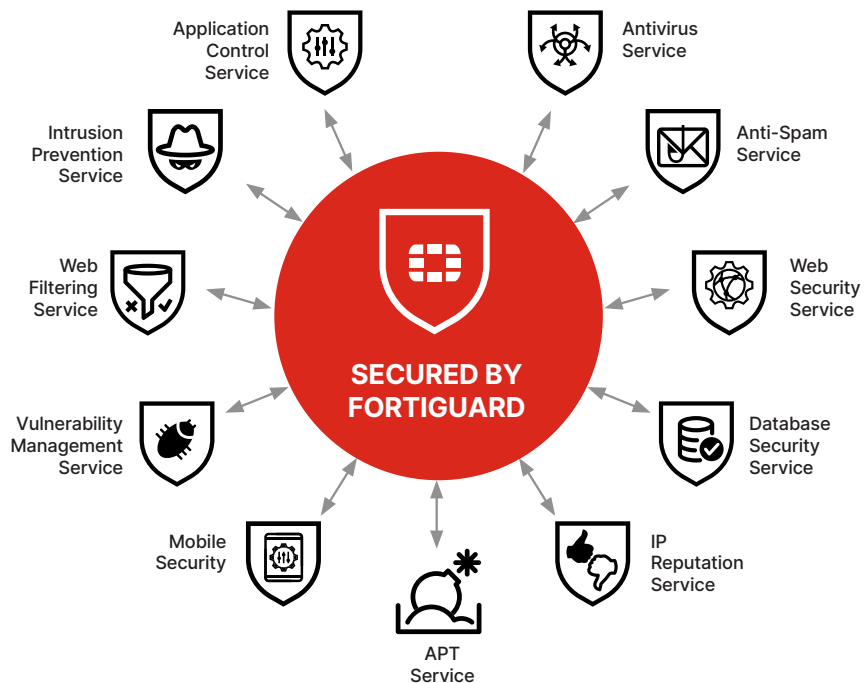 Application
Control
Service
Antivirus
Service
Intrusion
Prevention
Service
Anti-Spam
Service
Web
Filtering
Service
Web
Security
Service
SECURED BY
FORTIGUARD
Vulnerability
Management
Service
Database
Security
Service
Mobile
Security
IP
Reputation
Service
APT
Service